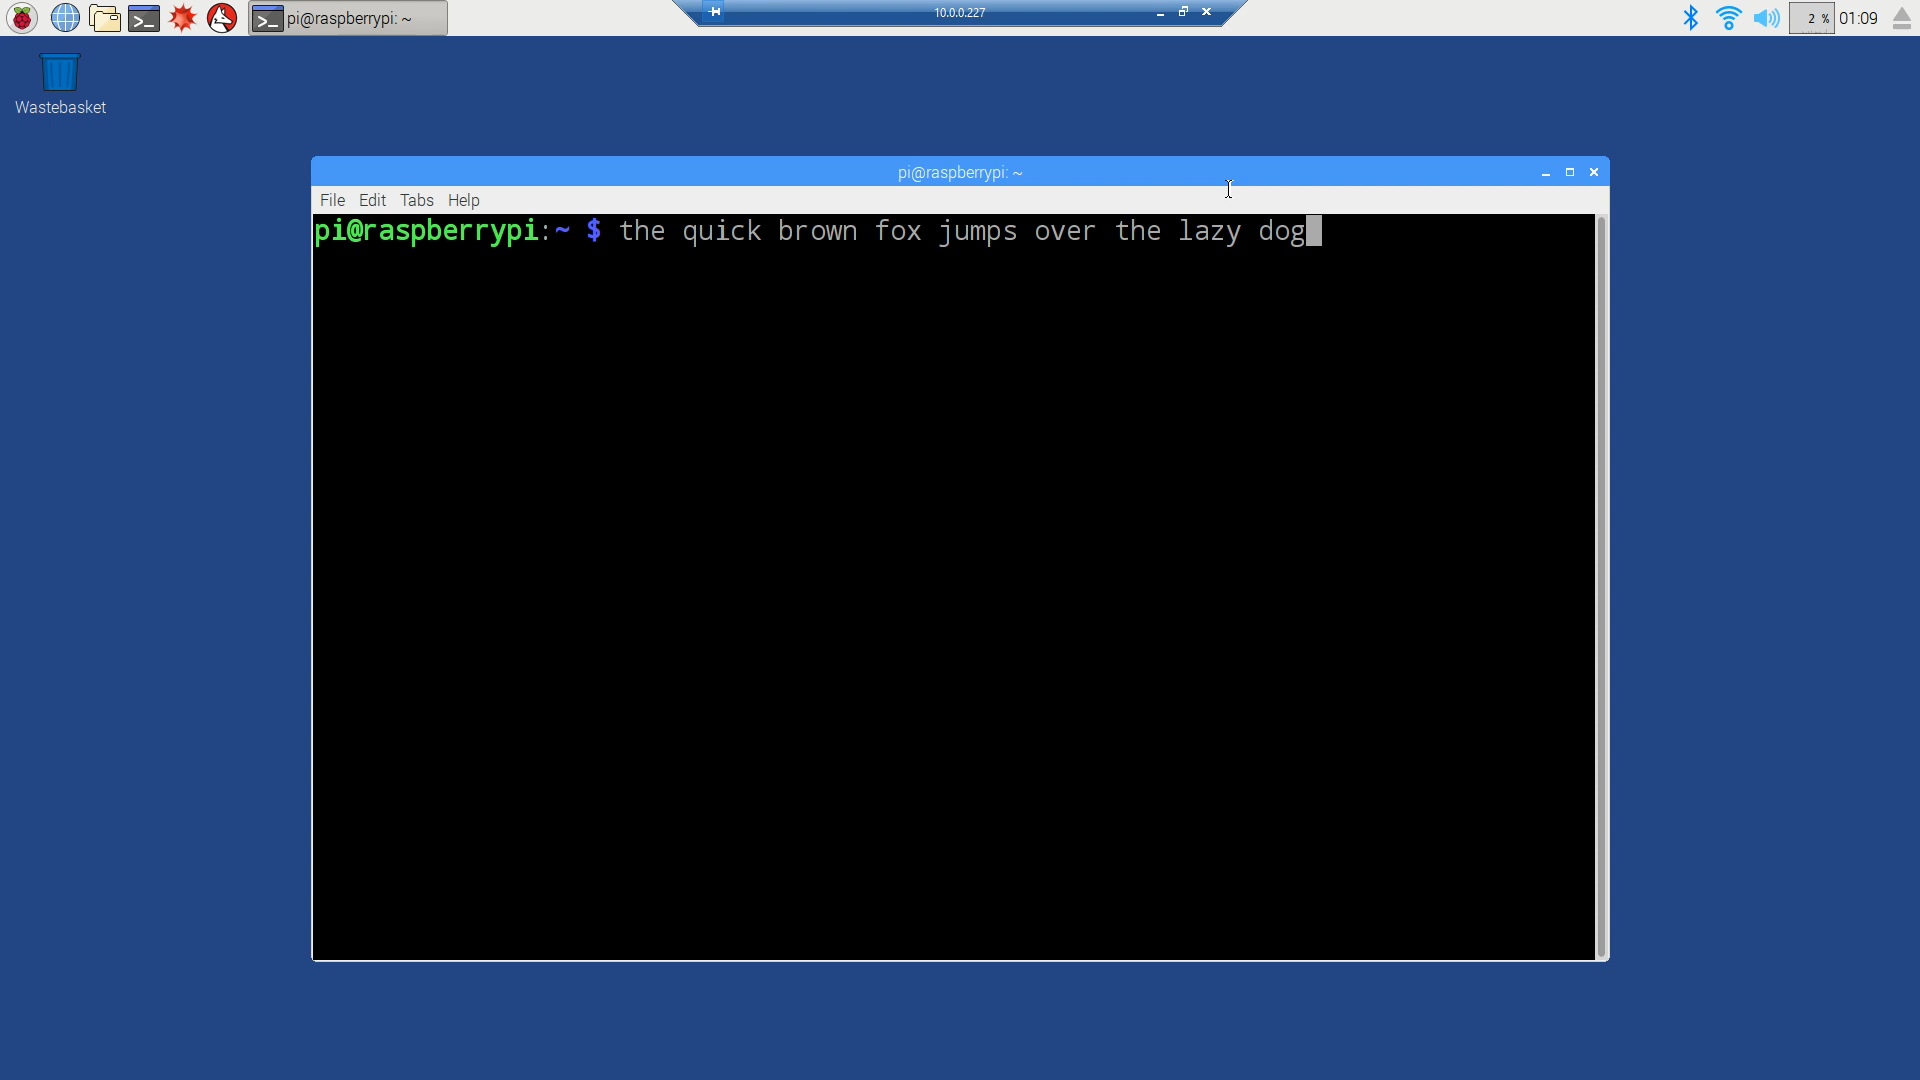 pi@raspberrypi: ~
10.0.0.227
2 %
01:09
Wastebasket
pi@raspberrypi: ~
File Edit Tabs Help
pi@raspberrypi:~ $ the quick brown fox jumps over the lazy dog